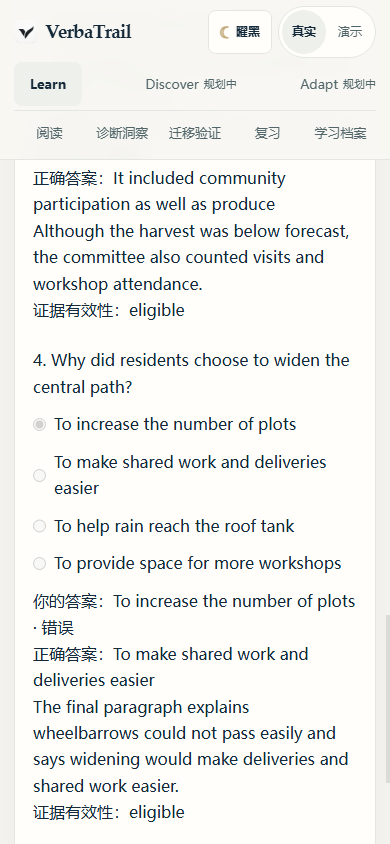 VerbaTrail
曜黑
真实
演示
Learn
Discover 规划中
Adapt 规划中
阅读
诊断洞察
迁移验证
复习
学习档案
正确答案：It included community
participation as well as produce
Although the harvest was below forecast,
the committee also counted visits and
workshop attendance.
证据有效性：eligible
4. Why did residents choose to widen the
central path?
To increase the number of plots
To make shared work and deliveries
easier
To help rain reach the roof tank
To provide space for more workshops
你的答案：To increase the number of plots
· 错误
正确答案：To make shared work and
deliveries easier
The final paragraph explains
wheelbarrows could not pass easily and
says widening would make deliveries and
shared work easier.
证据有效性：eligible